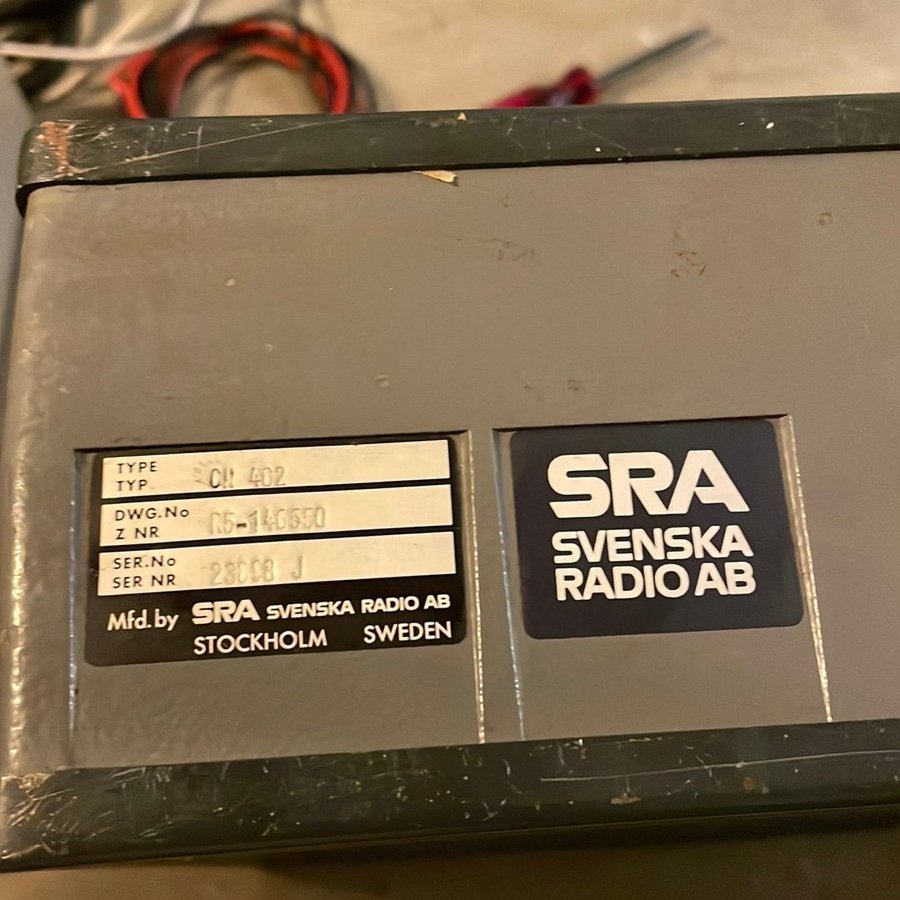 TYPE
TYP
DWG.No
Z NR
SER.No
SER NR
Mfd. by SRA SVENSKA RADIO AB
STOCKHOLM SWEDEN
SRA
SVENSKA
RADIO AB